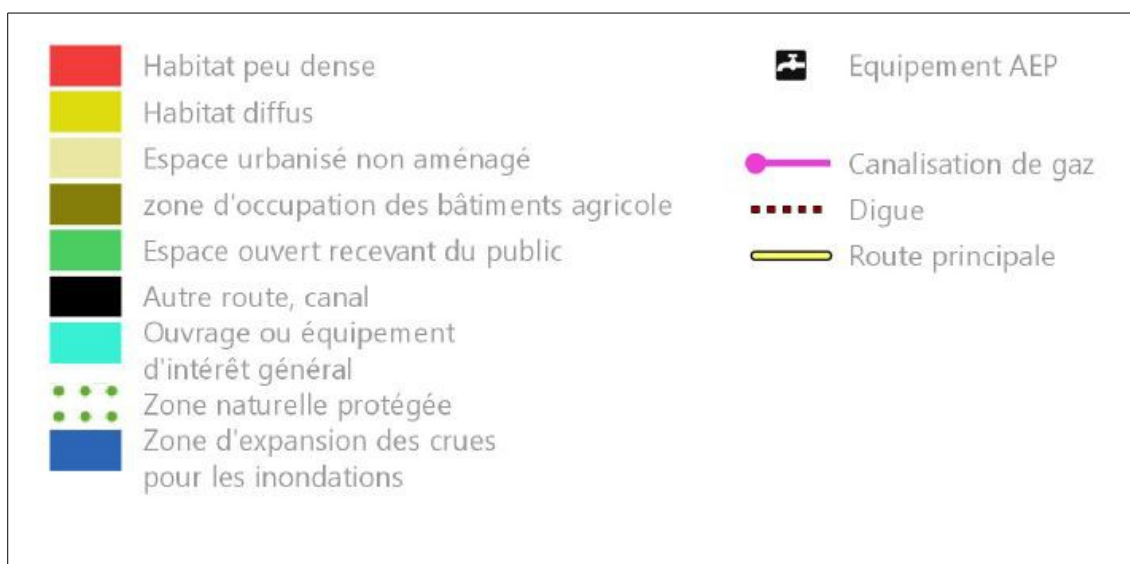 Habitat peu dense
Habitat diffus
Espace urbanisé non aménagé
zone d'occupation des bâtiments agricole
Espace ouvert recevant du public
Autre route, canal
Ouvrage ou équipement
d'intérêt général
Zone naturelle protégée
Zone d'expansion des crues
pour les inondations
Equipement AEP
Canalisation de gaz
Digue
Route principale